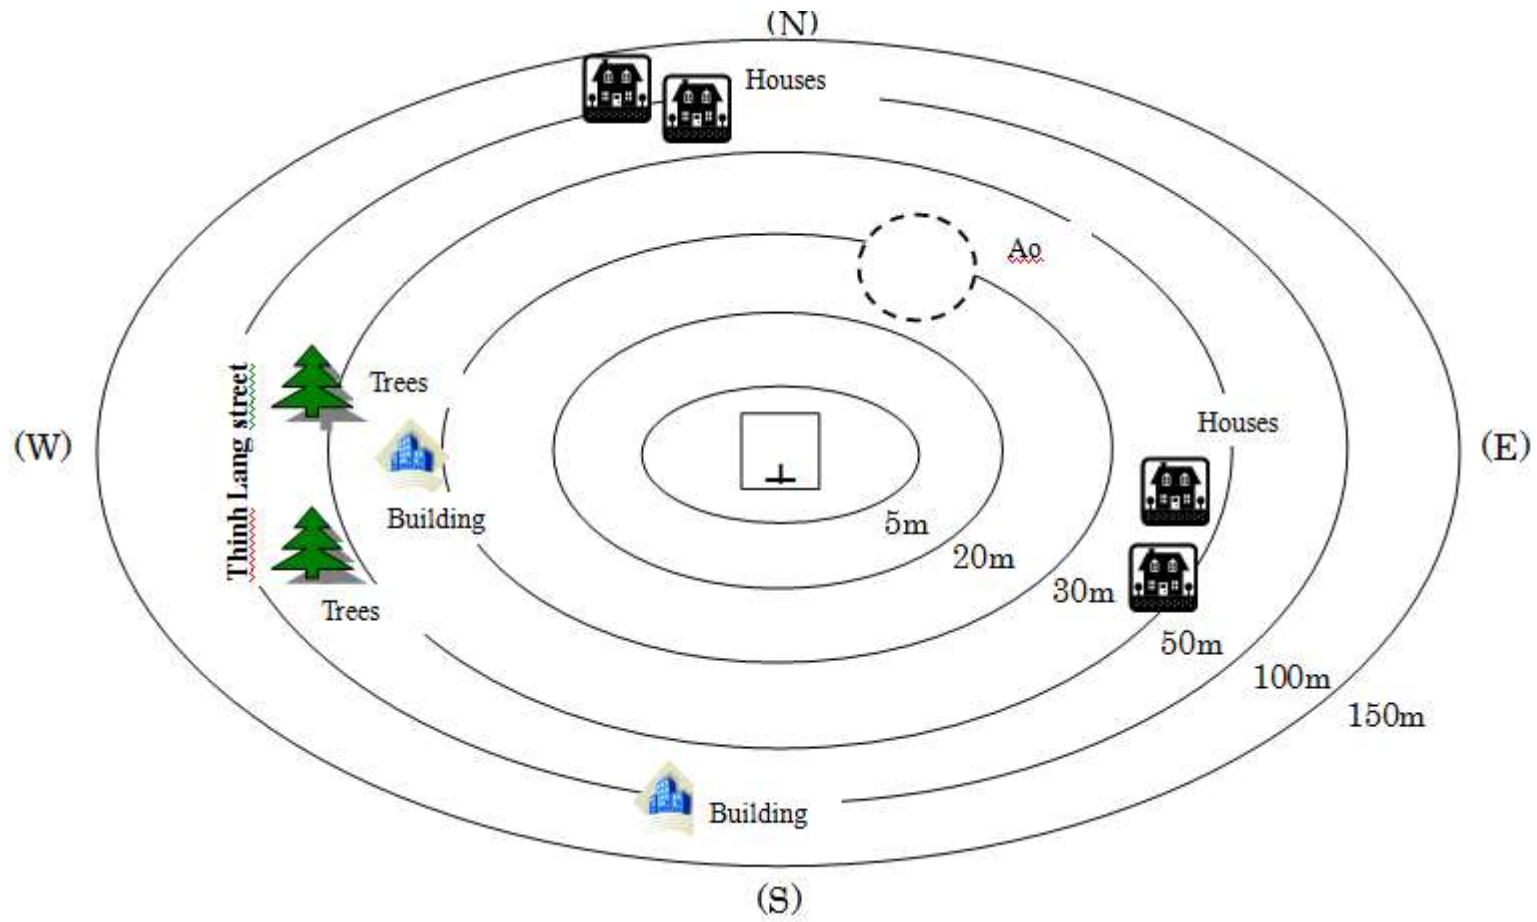 (N)
Houses
Ao
Trees
Thinh Lang street
Houses
(W)
(E)
Building
5m
20m
30m
Trees
50m
100m
150m
Building
(S)